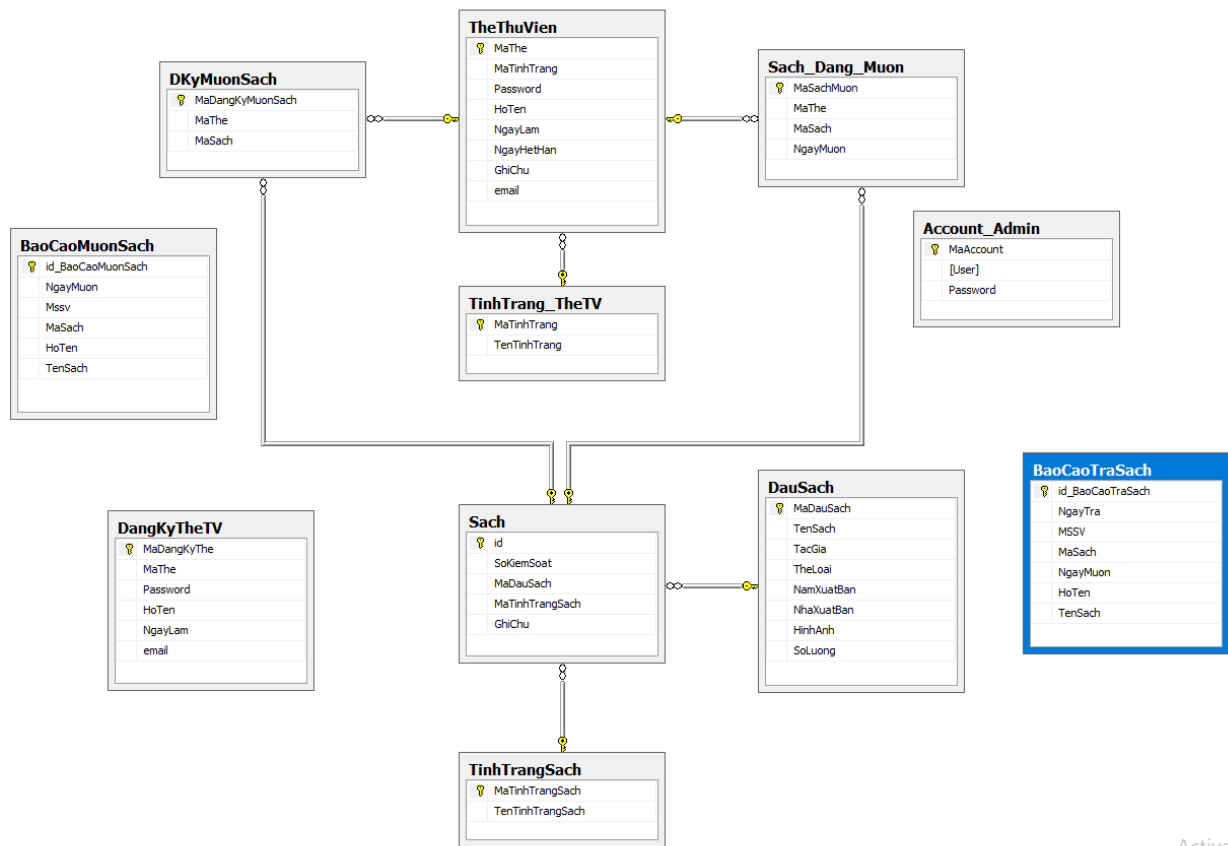 TheThuVien
MaThe
MaTinhTrang
Password
HoTen
NgayLam
NgayHetHan
GhiChu
email
DKyMuonSach
MaDangKyMuonSach
MaThe
MaSach
Sach_Dang_Muon
MaSachMuon
MaThe
MaSach
NgayMuon
BaoCaoMuonSach
id_BaoCaoMuonSach
NgayMuon
Mssv
MaSach
HoTen
TenSach
Account_Admin
MaAccount
[User]
Password
TinhTrang_TheTV
MaTinhTrang
TenTinhTrang
DangKyTheTV
MaDangKyThe
MaThe
Password
HoTen
NgayLam
email
Sach
id
SoKiemSoat
MaDauSach
MaTinhTrangSach
GhiChu
DauSach
MaDauSach
TenSach
TacGia
TheLoai
NamXuatBan
NhaXuatBan
HinhAnh
SoLuong
BaoCaoTraSach
id_BaoCaoTraSach
NgayTra
MSSV
MaSach
NgayMuon
HoTen
TenSach
TinhTrangSach
MaTinhTrangSach
TenTinhTrangSach